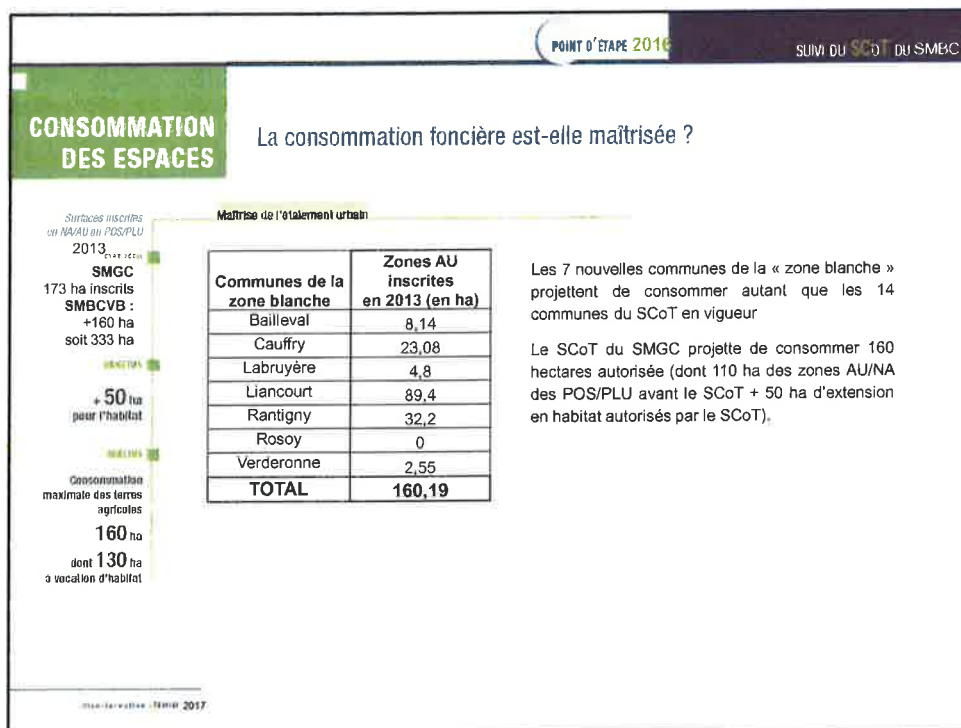 POINT D'ÉTAPE 2016
SUIVI DU SCoT DU SMBC
CONSOMMATION
DES ESPACES
La consommation foncière est-elle maîtrisée ?
Surfaces inscrites
en NA/AU en POS/PLU
2013
SMGC
173 ha inscrits
SMBCVB :
+160 ha
soit 333 ha
+ 50 ha
pour l'habitat
Consommation
maximale des terres
agricoles
160 ha
dont 130 ha
à vocation d'habitat
Maîtrise de l'étalement urbain
Communes de la zone blanche | Zones AU inscrites en 2013 (en ha)
Bailleval 8,14
Cauffry 23,08
Labruyère 4,8
Liancourt 89,4
Rantigny 32,2
Rosoy 0
Verderonne 2,55
TOTAL 160,19
Les 7 nouvelles communes de la « zone blanche »
projettent de consommer autant que les 14
communes du SCoT en vigueur
Le SCoT du SMGC projette de consommer 160
hectares autorisée (dont 110 ha des zones AU/NA
des POS/PLU avant le SCoT + 50 ha d'extension
en habitat autorisés par le SCoT).
février 2017